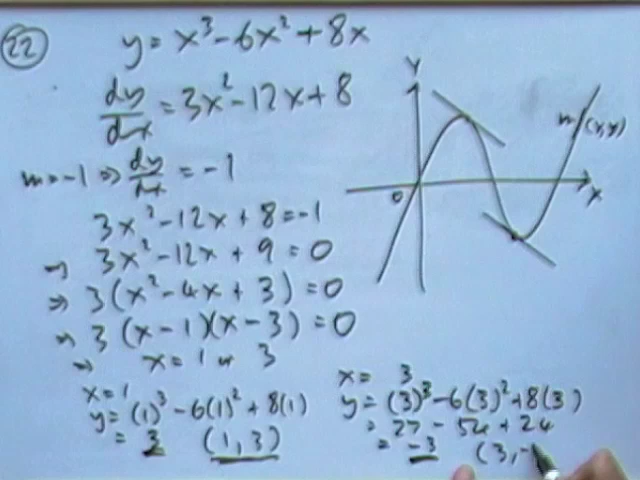 22
y = x³ - 6x² + 8x
dy/dx = 3x² - 12x + 8
m = -1 ⇒ dy/dx = -1
3x² - 12x + 8 = -1
⇒ 3x² - 12x + 9 = 0
⇒ 3(x² - 4x + 3) = 0
⇒ 3(x - 1)(x - 3) = 0
⇒ x = 1 or 3
x = 1
y = (1)³ - 6(1)² + 8(1)
= 3 (1, 3)
Y
m (x, y)
0
X
x = 3
y = (3)³ - 6(3)² + 8(3)
= 27 - 54 + 24
= -3 (3, -